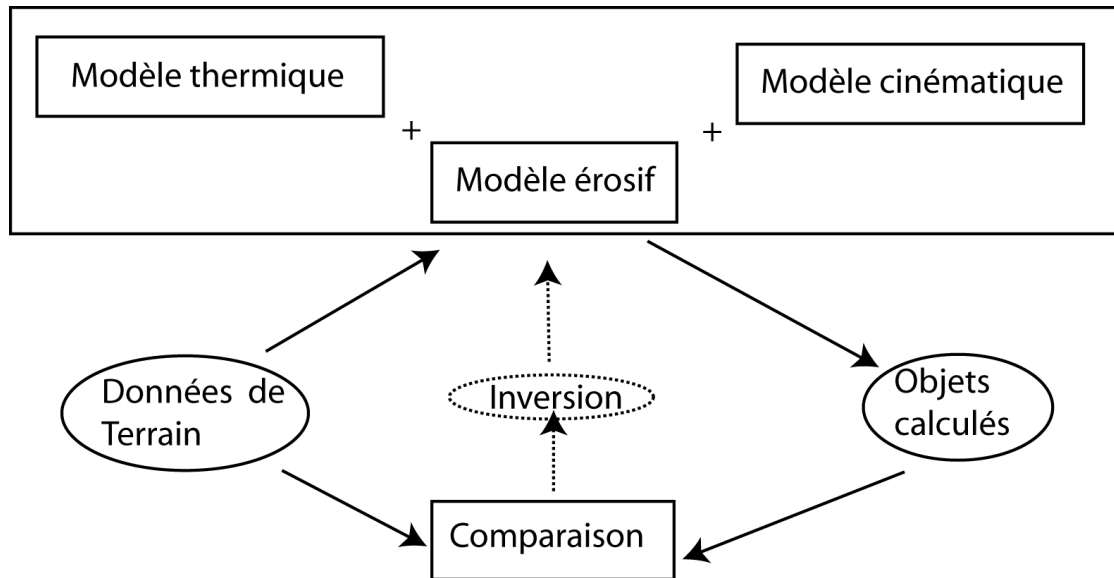 Modèle thermique
Modèle cinématique
+
+
Modèle érosif
Données de
Terrain
Inversion
Objets
calculés
Comparaison